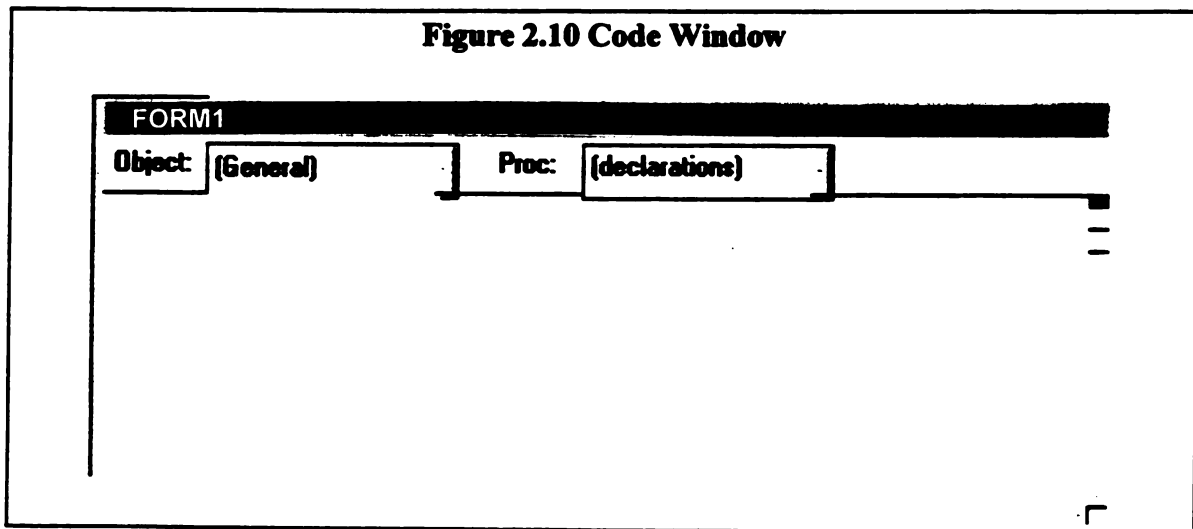 Figure 2.10 Code Window
FORM1
Object: (General) Proc: (declarations)